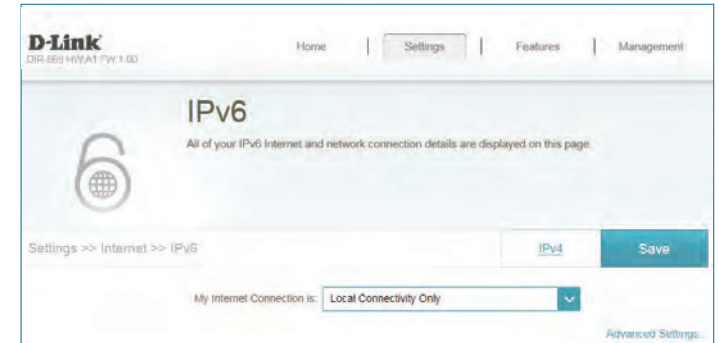 D-Link
DIR-869 HW:A1 FW:1.00
Home | Settings | Features | Management
IPv6
All of your IPv6 Internet and network connection details are displayed on this page.
Settings >> Internet >> IPv6
IPv4
Save
My Internet Connection is: Local Connectivity Only
Advanced Settings...